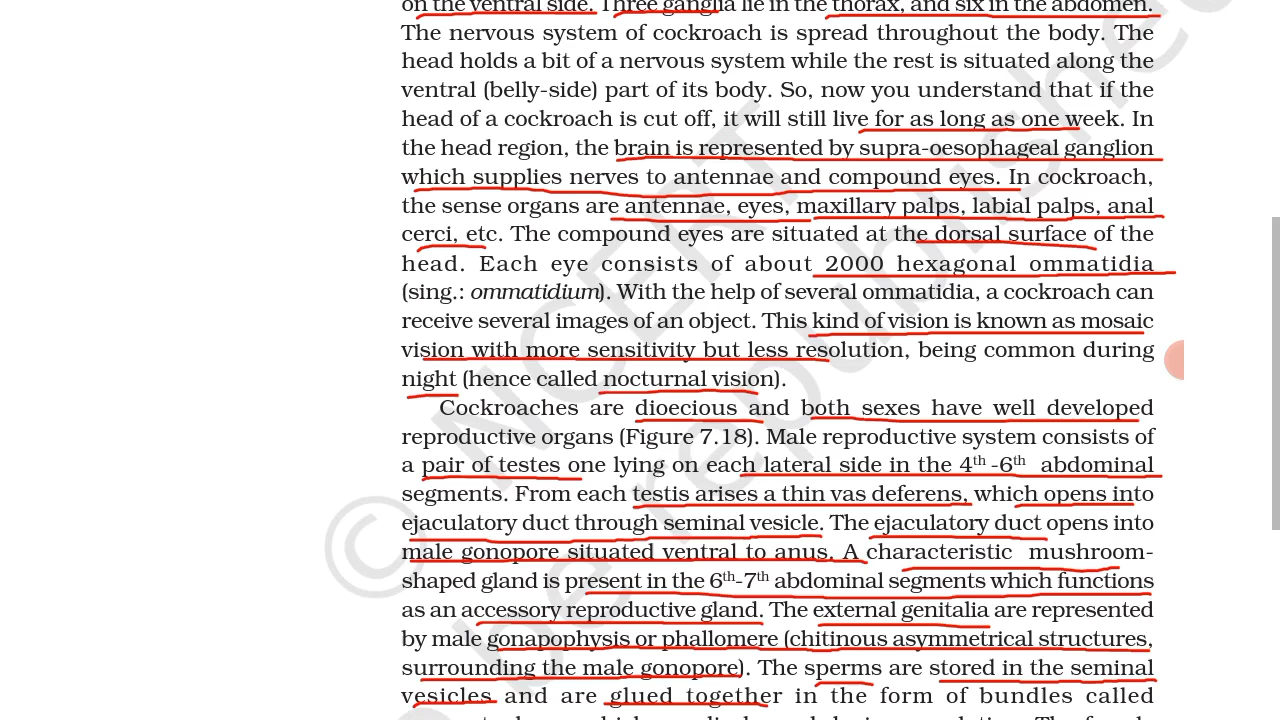 on the ventral side. Three ganglia lie in the thorax, and six in the abdomen.
The nervous system of cockroach is spread throughout the body. The
head holds a bit of a nervous system while the rest is situated along the
ventral (belly-side) part of its body. So, now you understand that if the
head of a cockroach is cut off, it will still live for as long as one week. In
the head region, the brain is represented by supra-oesophageal ganglion
which supplies nerves to antennae and compound eyes. In cockroach,
the sense organs are antennae, eyes, maxillary palps, labial palps, anal
cerci, etc. The compound eyes are situated at the dorsal surface of the
head. Each eye consists of about 2000 hexagonal ommatidia
(sing.: ommatidium). With the help of several ommatidia, a cockroach can
receive several images of an object. This kind of vision is known as mosaic
vision with more sensitivity but less resolution, being common during
night (hence called nocturnal vision).
Cockroaches are dioecious and both sexes have well developed
reproductive organs (Figure 7.18). Male reproductive system consists of
a pair of testes one lying on each lateral side in the 4th -6th abdominal
segments. From each testis arises a thin vas deferens, which opens into
ejaculatory duct through seminal vesicle. The ejaculatory duct opens into
male gonopore situated ventral to anus. A characteristic mushroom-
shaped gland is present in the 6th-7th abdominal segments which functions
as an accessory reproductive gland. The external genitalia are represented
by male gonapophysis or phallomere (chitinous asymmetrical structures,
surrounding the male gonopore). The sperms are stored in the seminal
vesicles and are glued together in the form of bundles called
© NCERT
be republished